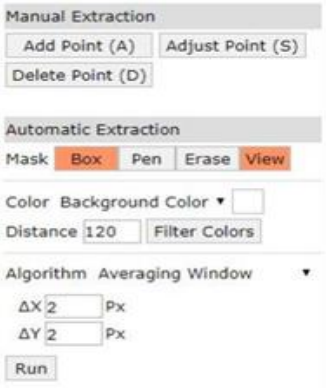 Manual Extraction
Add Point (A) Adjust Point (S)
Delete Point (D)
Automatic Extraction
Mask Box Pen Erase View
Color Background Color ▾
Distance 120 Filter Colors
Algorithm Averaging Window ▾
ΔX 2 Px
ΔY 2 Px
Run